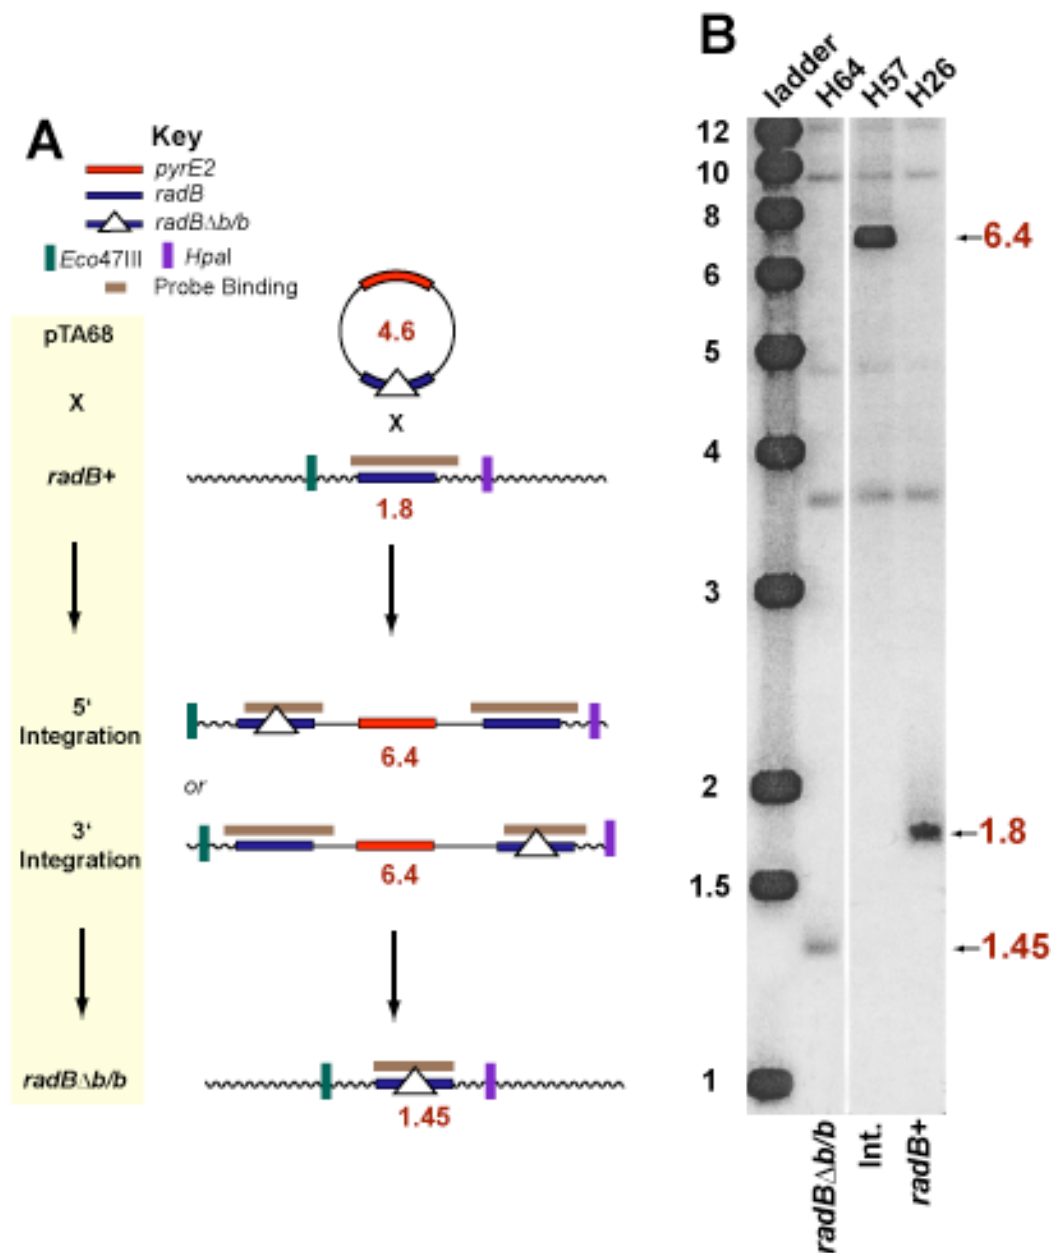 A
Key
pyrE2
radB
radBΔb/b
Eco47III
HpaI
Probe Binding
pTA68
4.6
X
X
radB+
1.8
5'
Integration
6.4
or
3'
Integration
6.4
radBΔb/b
1.45
B
ladder
H64
H57
H26
12
10
8
6
5
4
3
2
1.5
1
6.4
1.8
1.45
radBΔb/b
Int.
radB+